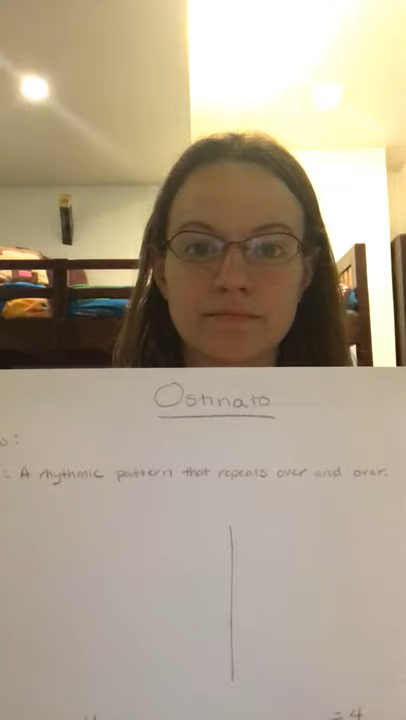 Ostinato
o:
: A rhythmic pattern that repeats over and over.
= 4